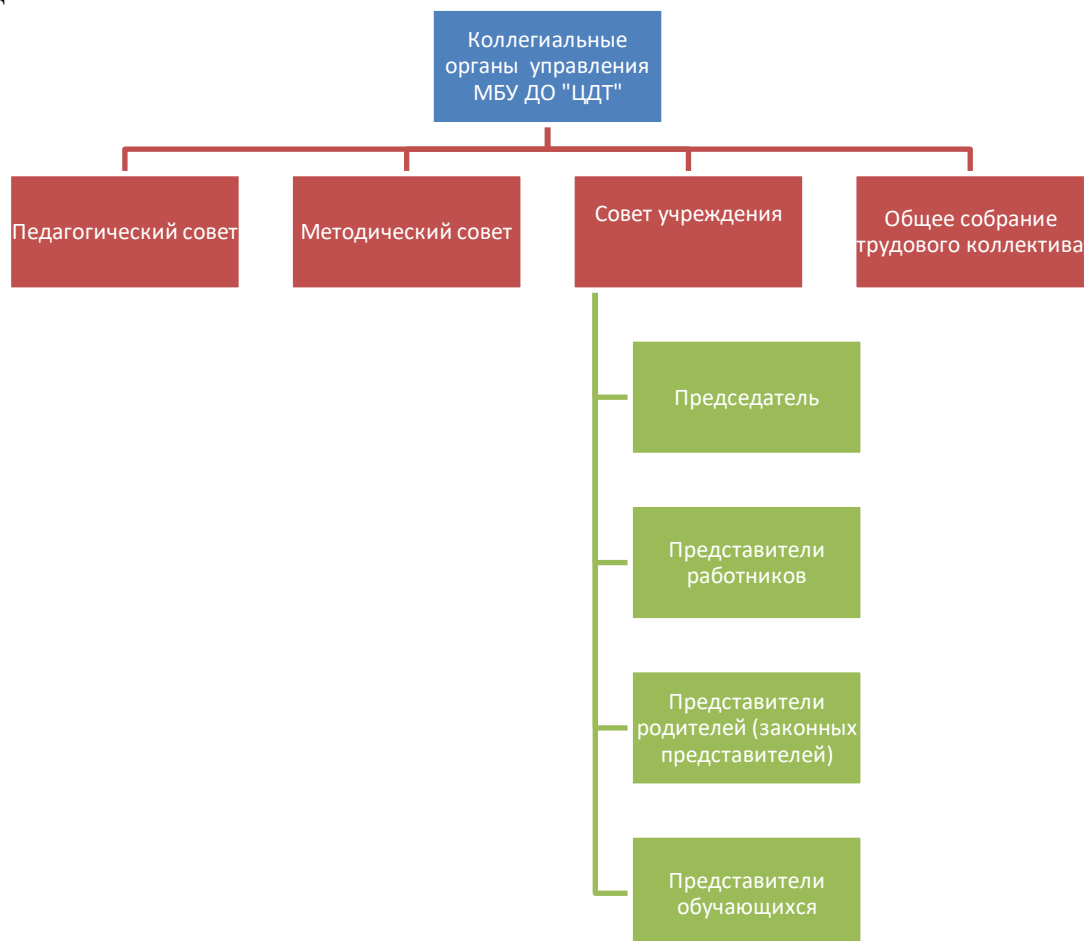 Коллегиальные
органы управления
МБУ ДО "ЦДТ"
Педагогический совет
Методический совет
Совет учреждения
Общее собрание
трудового коллектива
Председатель
Представители
работников
Представители
родителей (законных
представителей)
Представители
обучающихся